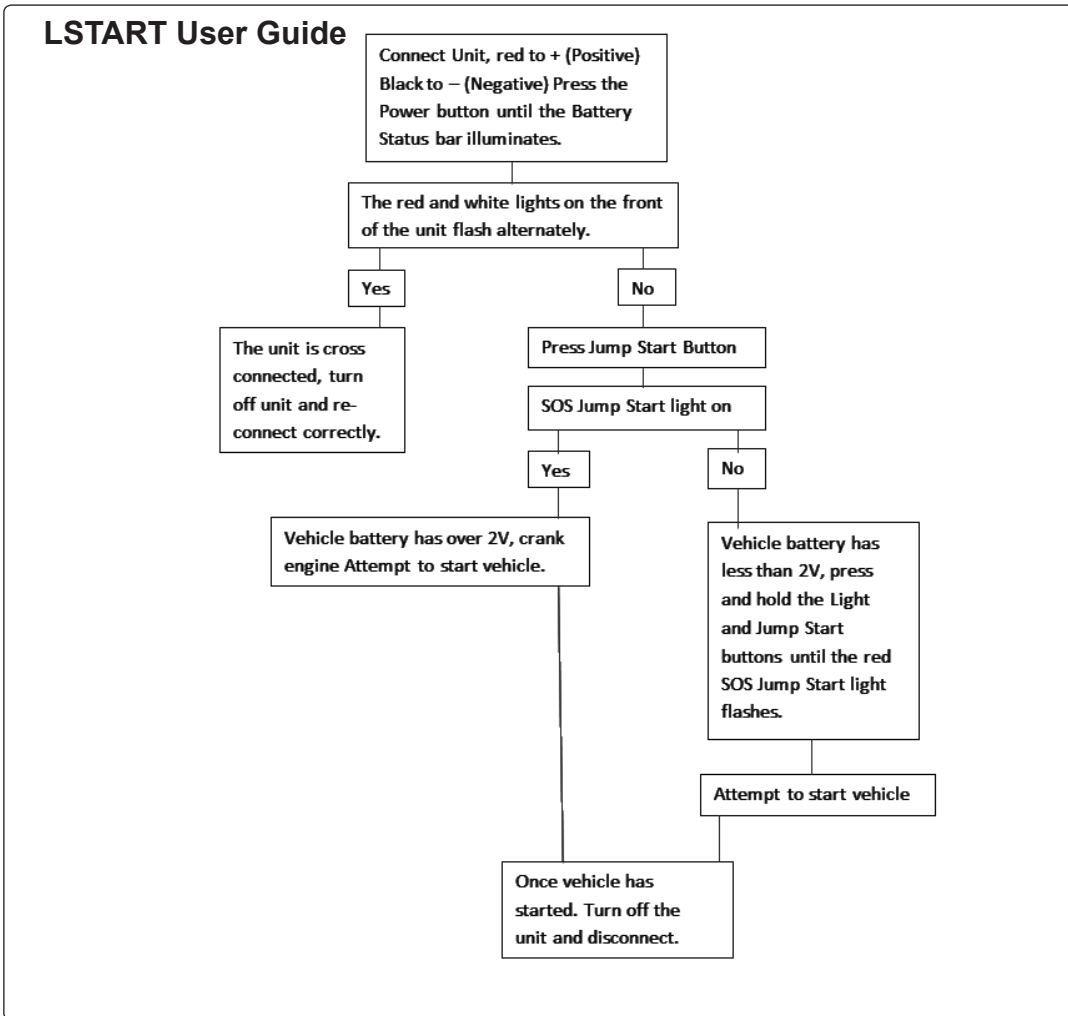 LSTART User Guide
Connect Unit, red to + (Positive)
Black to – (Negative) Press the
Power button until the Battery
Status bar illuminates.
The red and white lights on the front
of the unit flash alternately.
Yes
No
The unit is cross
connected, turn
off unit and re-
connect correctly.
Press Jump Start Button
SOS Jump Start light on
Yes
No
Vehicle battery has over 2V, crank
engine Attempt to start vehicle.
Vehicle battery has
less than 2V, press
and hold the Light
and Jump Start
buttons until the red
SOS Jump Start light
flashes.
Attempt to start vehicle
Once vehicle has
started. Turn off the
unit and disconnect.